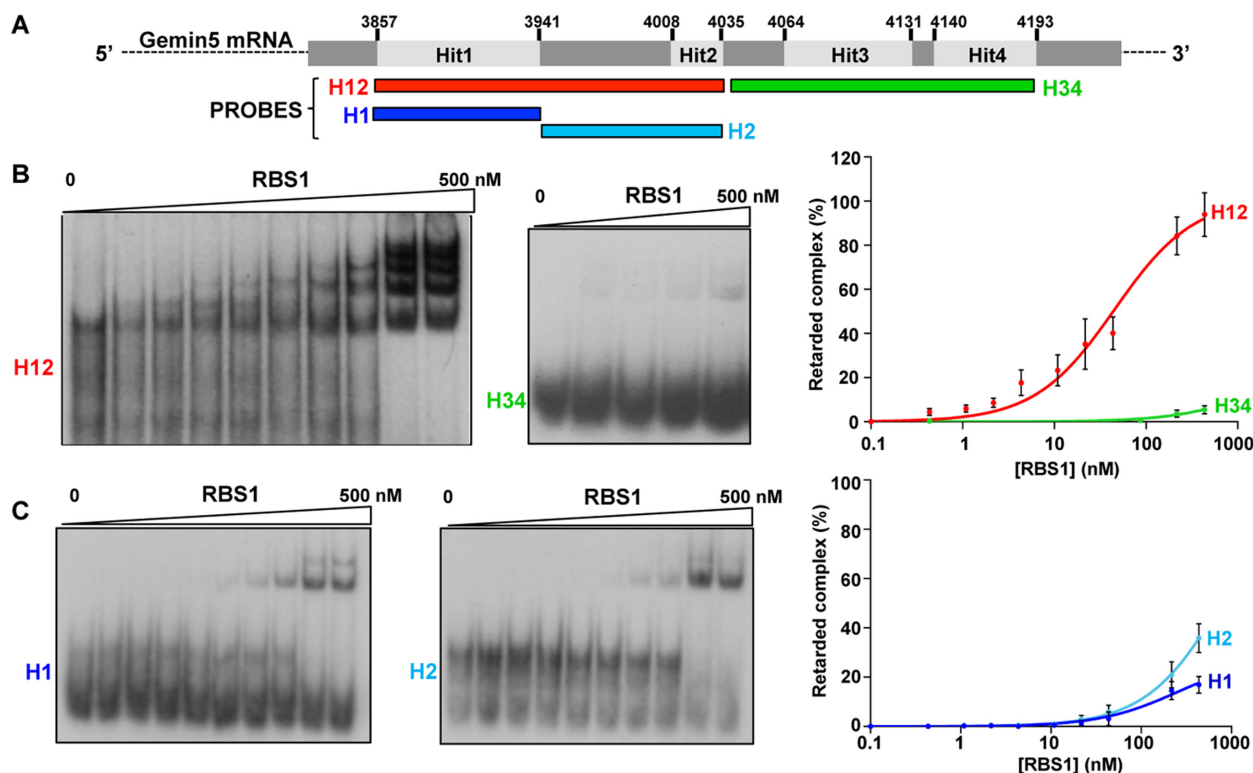 A
3857 3941 4008 4035 4064 4131 4140 4193
5’ Gemin5 mRNA Hit1 Hit2 Hit3 Hit4 3’
H12 H34
PROBES
H1 H2
B
0 RBS1 500 nM
H12
0 RBS1 500 nM
H34
Retarded complex (%)
120
100
80
60
40
20
0
H12
H34
0.1 1 10 100 1000
[RBS1] (nM)
C
0 RBS1 500 nM
H1
0 RBS1 500 nM
H2
Retarded complex (%)
100
80
60
40
20
0
H2
H1
0.1 1 10 100 1000
[RBS1] (nM)